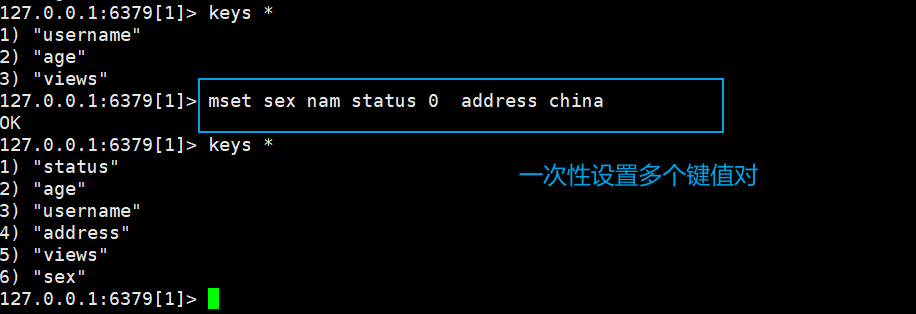 127.0.0.1:6379[1]> keys *
1) "username"
2) "age"
3) "views"
127.0.0.1:6379[1]> mset sex nam status 0  address china
OK
127.0.0.1:6379[1]> keys *
1) "status"
一次性设置多个键值对
2) "age"
3) "username"
4) "address"
5) "views"
6) "sex"
127.0.0.1:6379[1]>